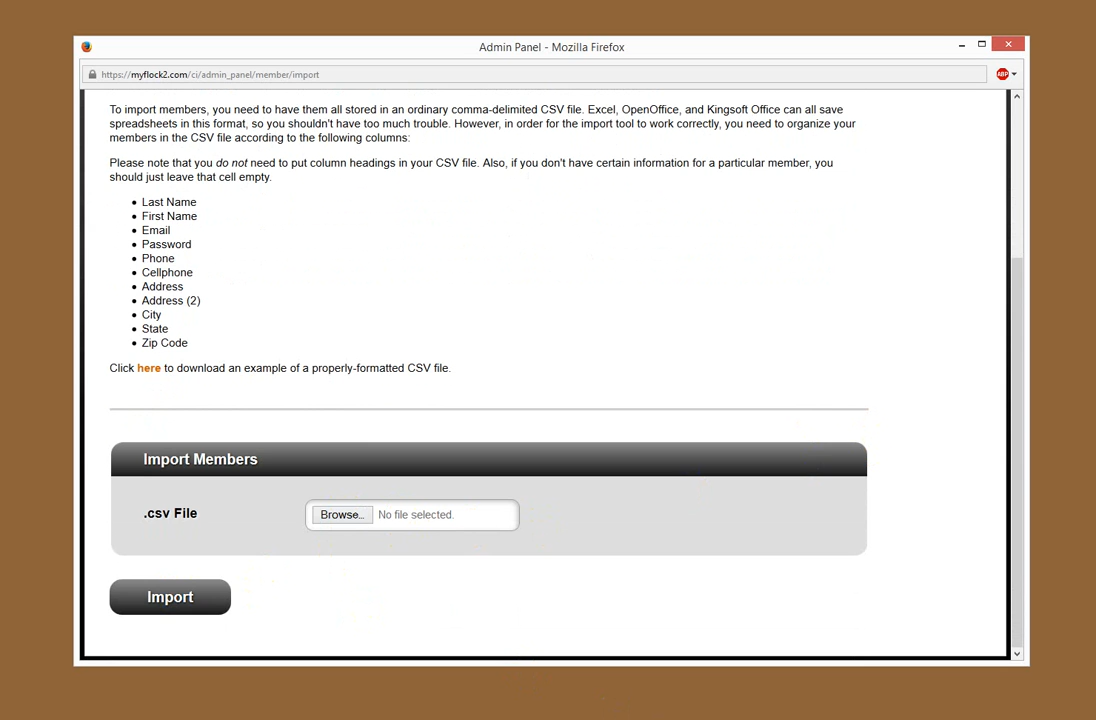 Admin Panel - Mozilla Firefox
https://myflock2.com/ci/admin_panel/member/import
ABP
To import members, you need to have them all stored in an ordinary comma-delimited CSV file. Excel, OpenOffice, and Kingsoft Office can all save
spreadsheets in this format, so you shouldn't have too much trouble. However, in order for the import tool to work correctly, you need to organize your
members in the CSV file according to the following columns:
Please note that you do not need to put column headings in your CSV file. Also, if you don't have certain information for a particular member, you
should just leave that cell empty.
• Last Name
• First Name
• Email
• Password
• Phone
• Cellphone
• Address
• Address (2)
• City
• State
• Zip Code
Click here to download an example of a properly-formatted CSV file.
Import Members
.csv File
Browse... No file selected.
Import